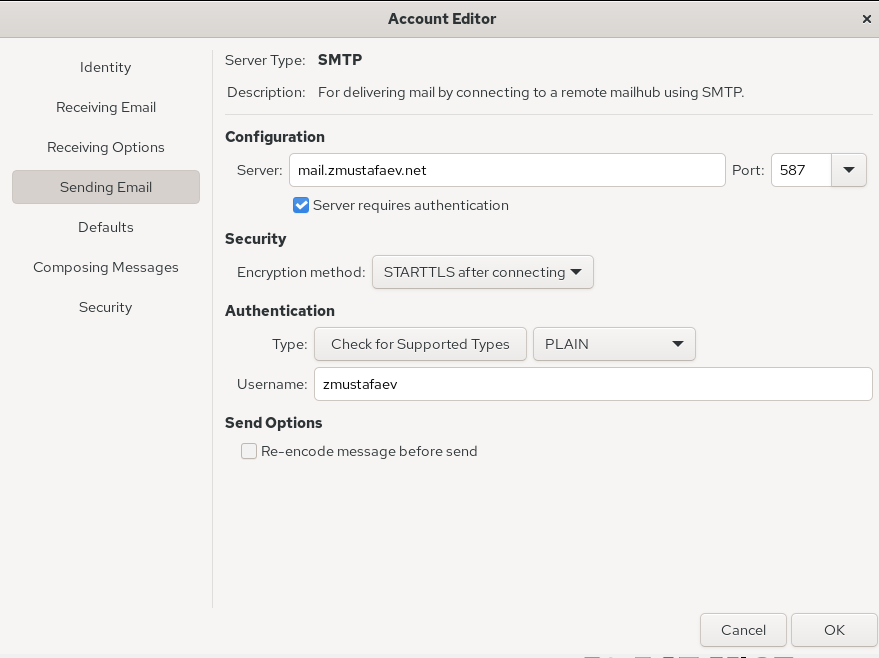 Account Editor
Identity
Receiving Email
Receiving Options
Sending Email
Defaults
Composing Messages
Security
Server Type: SMTP
Description: For delivering mail by connecting to a remote mailhub using SMTP.
Configuration
Server: mail.zmustafaev.net Port: 587
Server requires authentication
Security
Encryption method: STARTTLS after connecting
Authentication
Type: Check for Supported Types PLAIN
Username: zmustafaev
Send Options
Re-encode message before send
Cancel OK